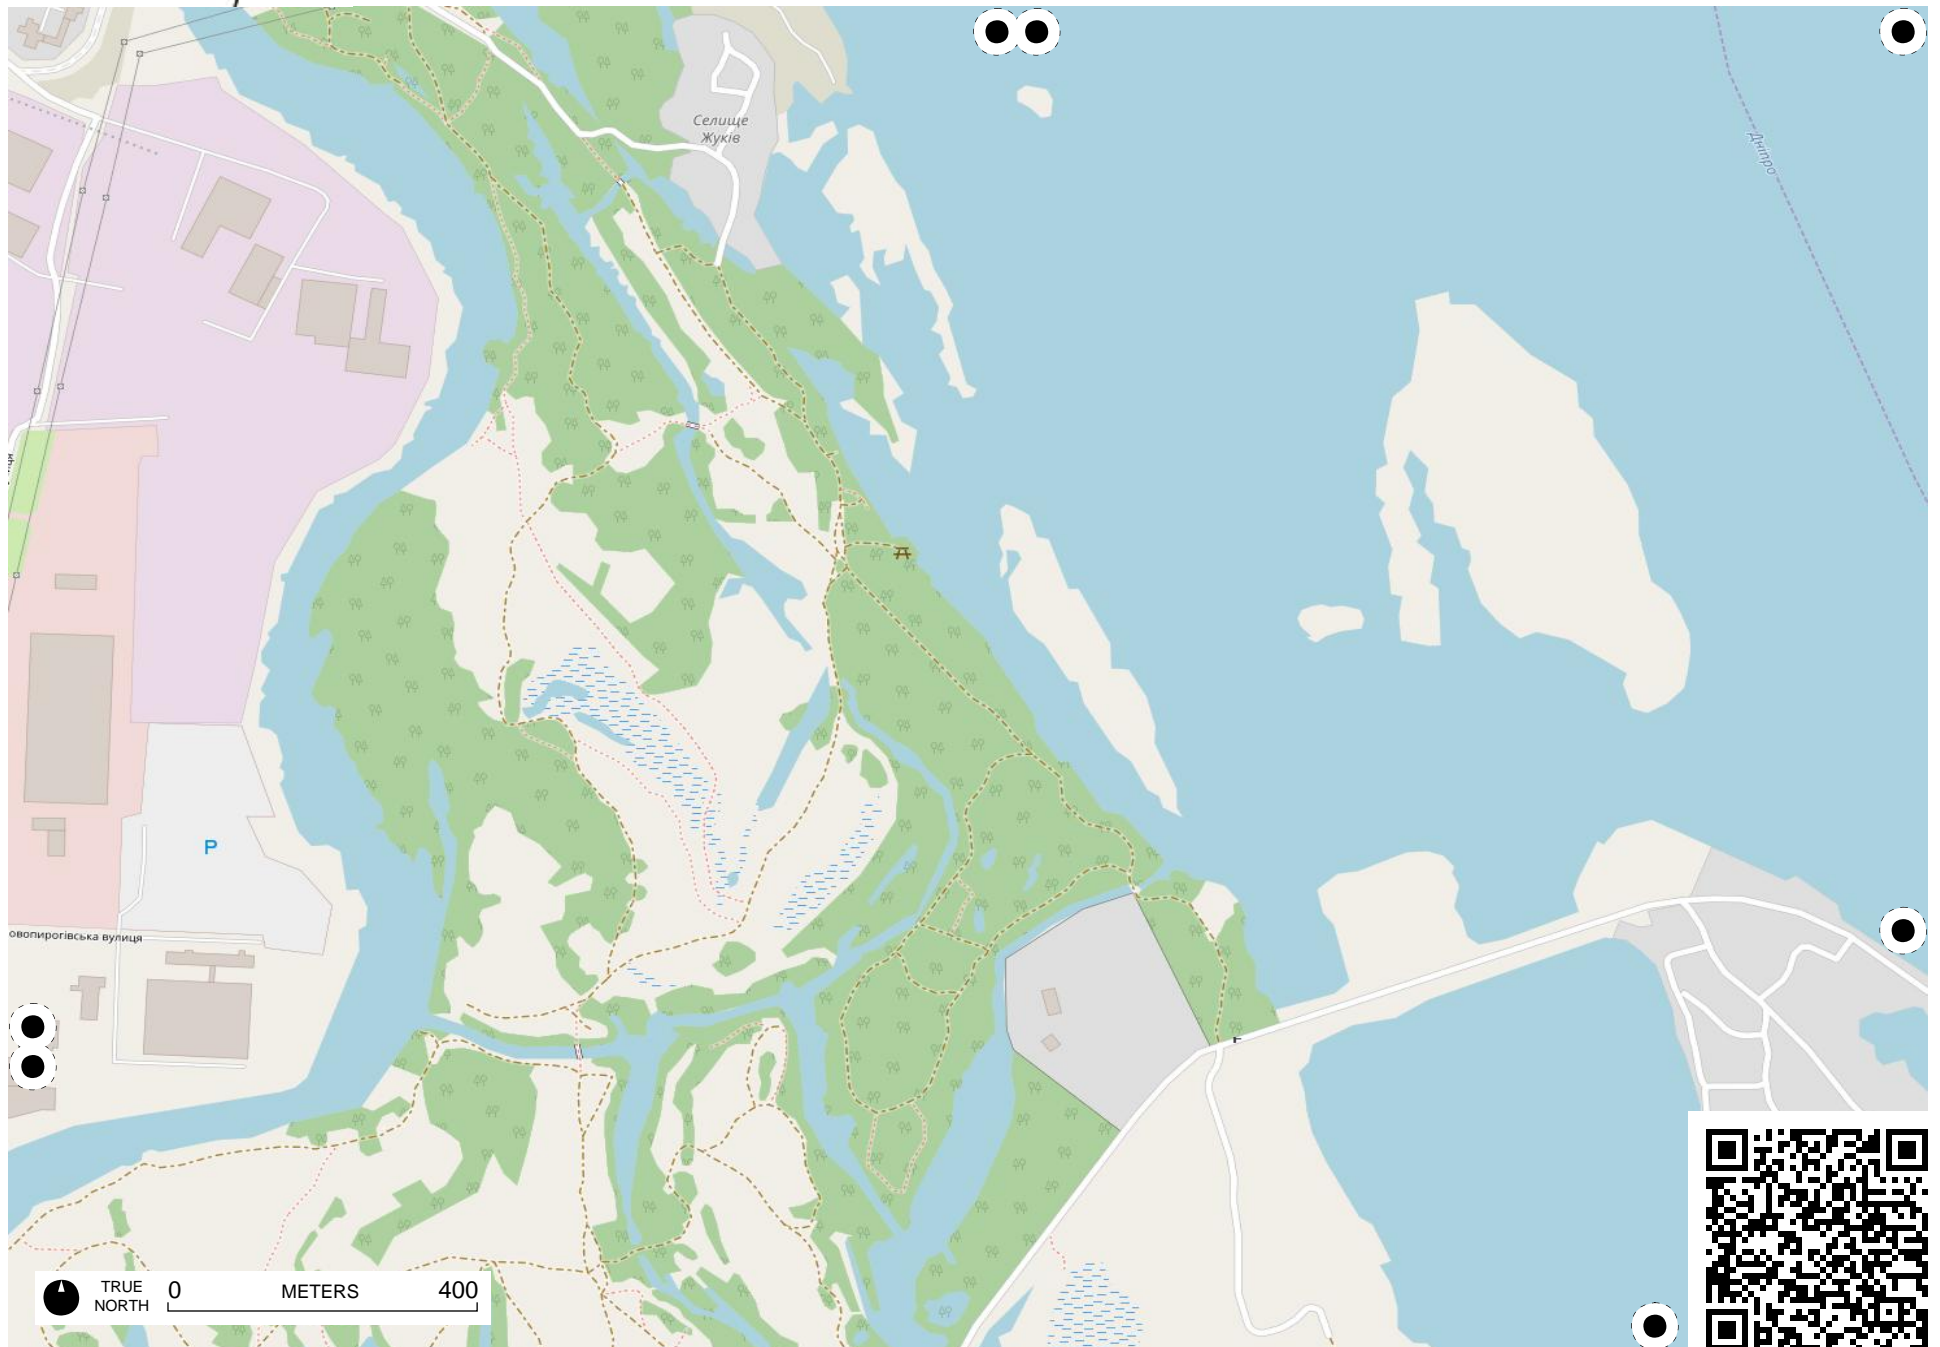 Селище
Жуків
Дніпро
P
овопирогівська вулиця
TRUE
NORTH
0
METERS
400